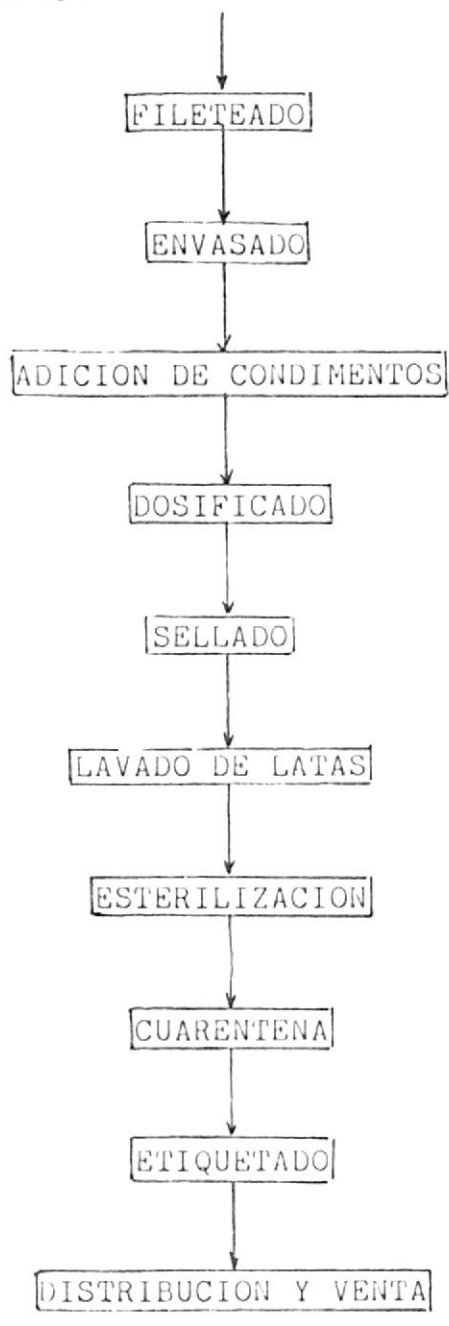 FILETEADO
ENVASADO
ADICION DE CONDIMENTOS
DOSIFICADO
SELLADO
LAVADO DE LATAS
ESTERILIZACION
CUARENTENA
ETIQUETADO
DISTRIBUCION Y VENTA